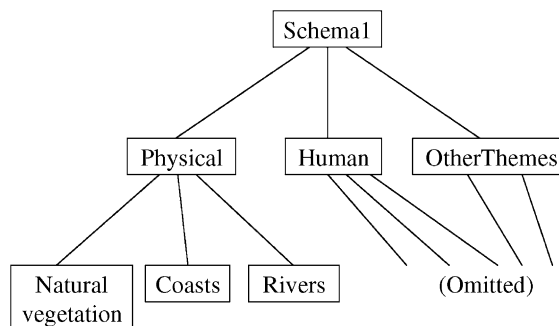 Schema1
Physical
Human
OtherThemes
Natural
vegetation
Coasts
Rivers
(Omitted)